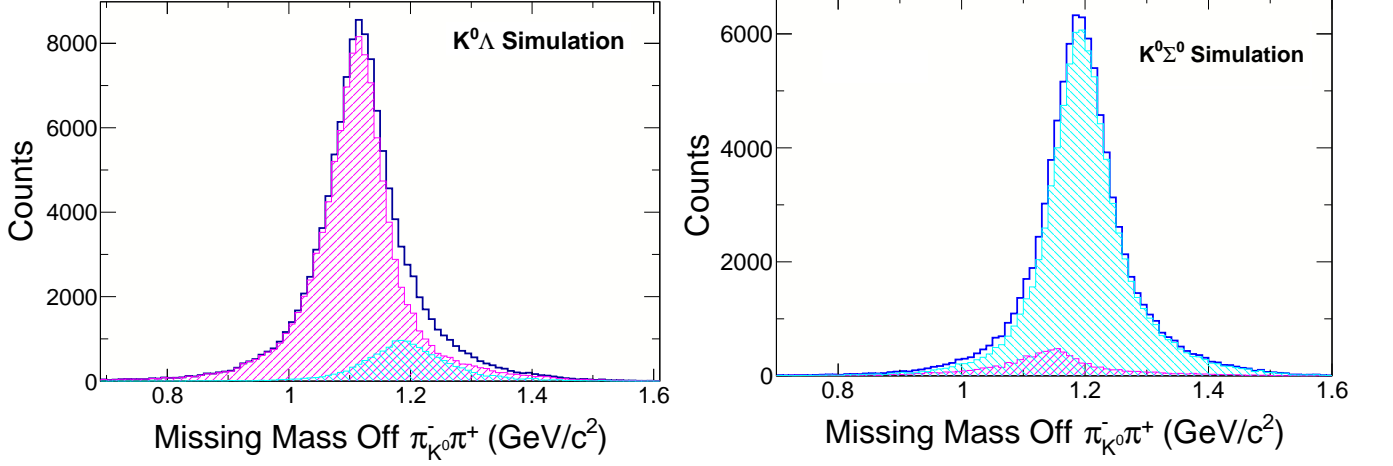 K⁰Λ Simulation
Counts
8000
6000
4000
2000
0
0.8 1 1.2 1.4 1.6
Missing Mass Off π⁻_K⁰ π⁺ (GeV/c²)
K⁰Σ⁰ Simulation
Counts
6000
4000
2000
0
0.8 1 1.2 1.4 1.6
Missing Mass Off π⁻_K⁰ π⁺ (GeV/c²)